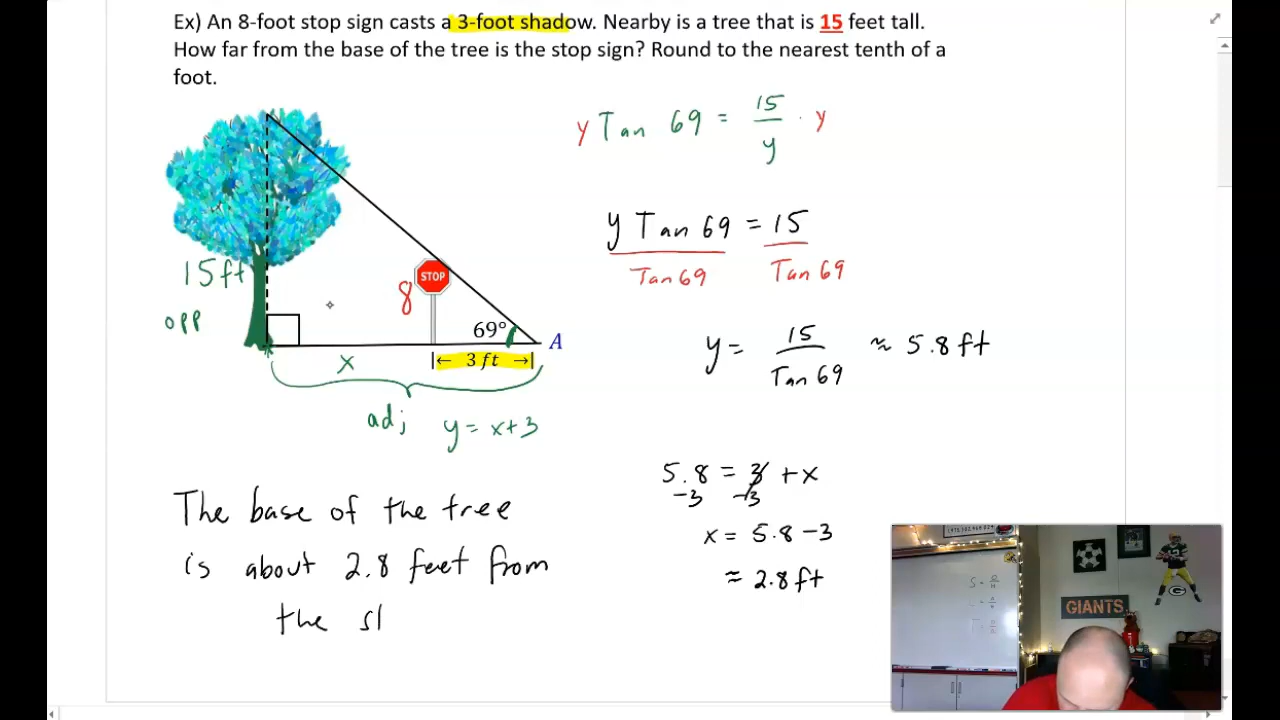 Ex) An 8-foot stop sign casts a 3-foot shadow. Nearby is a tree that is 15 feet tall.
How far from the base of the tree is the stop sign? Round to the nearest tenth of a
foot.
y Tan 69 = 15/y · y
y Tan 69 = 15
Tan 69 Tan 69
15 ft
opp
STOP
8
69°
A
x
|← 3 ft →|
adj y = x+3
y = 15/Tan 69 ≈ 5.8 ft
5.8 = 3 + x
-3 -3
x = 5.8 - 3
≈ 2.8 ft
The base of the tree
is about 2.8 feet from
the
GIANTS
G